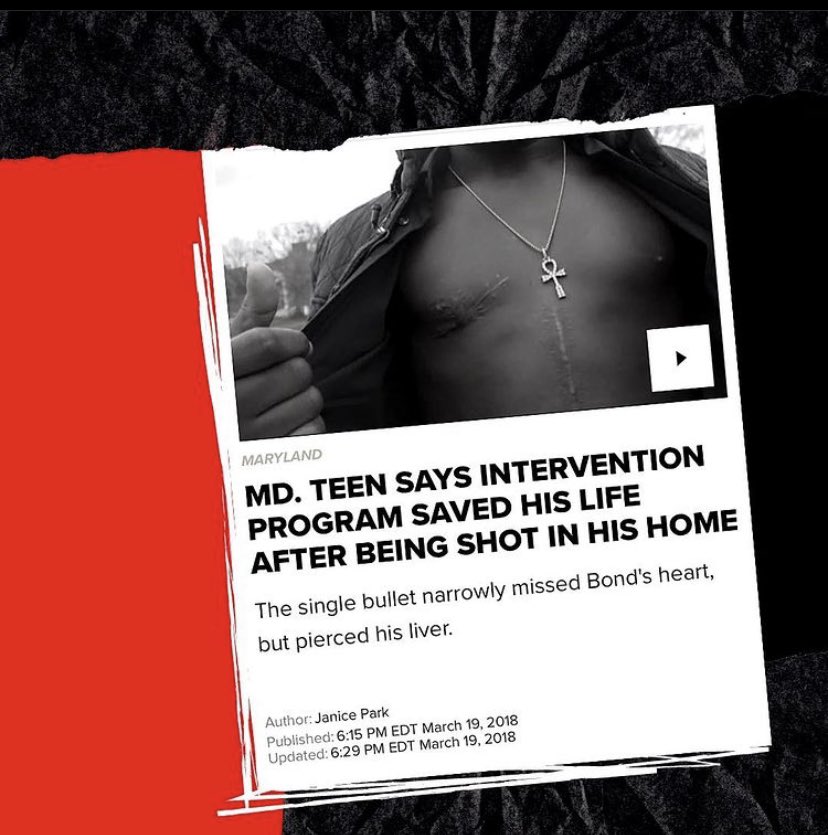 MARYLAND
MD. TEEN SAYS INTERVENTION
PROGRAM SAVED HIS LIFE
AFTER BEING SHOT IN HIS HOME
The single bullet narrowly missed Bond's heart,
but pierced his liver.
Author: Janice Park
Published: 6:15 PM EDT March 19, 2018
Updated: 6:29 PM EDT March 19, 2018